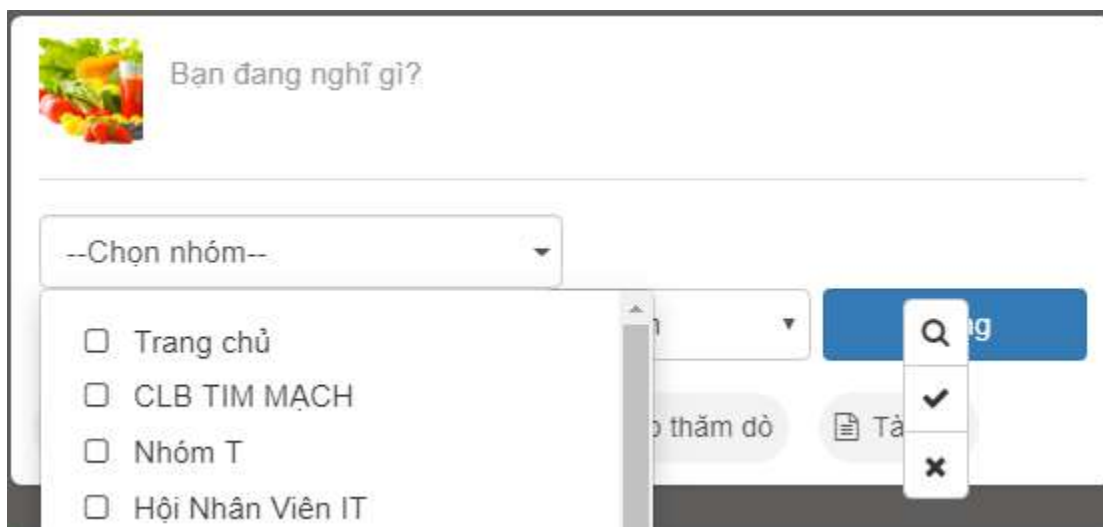 Bạn đang nghĩ gì?
--Chọn nhóm--
Trang chủ
CLB TIM MẠCH
Nhóm T
Hội Nhân Viên IT
thăm dò